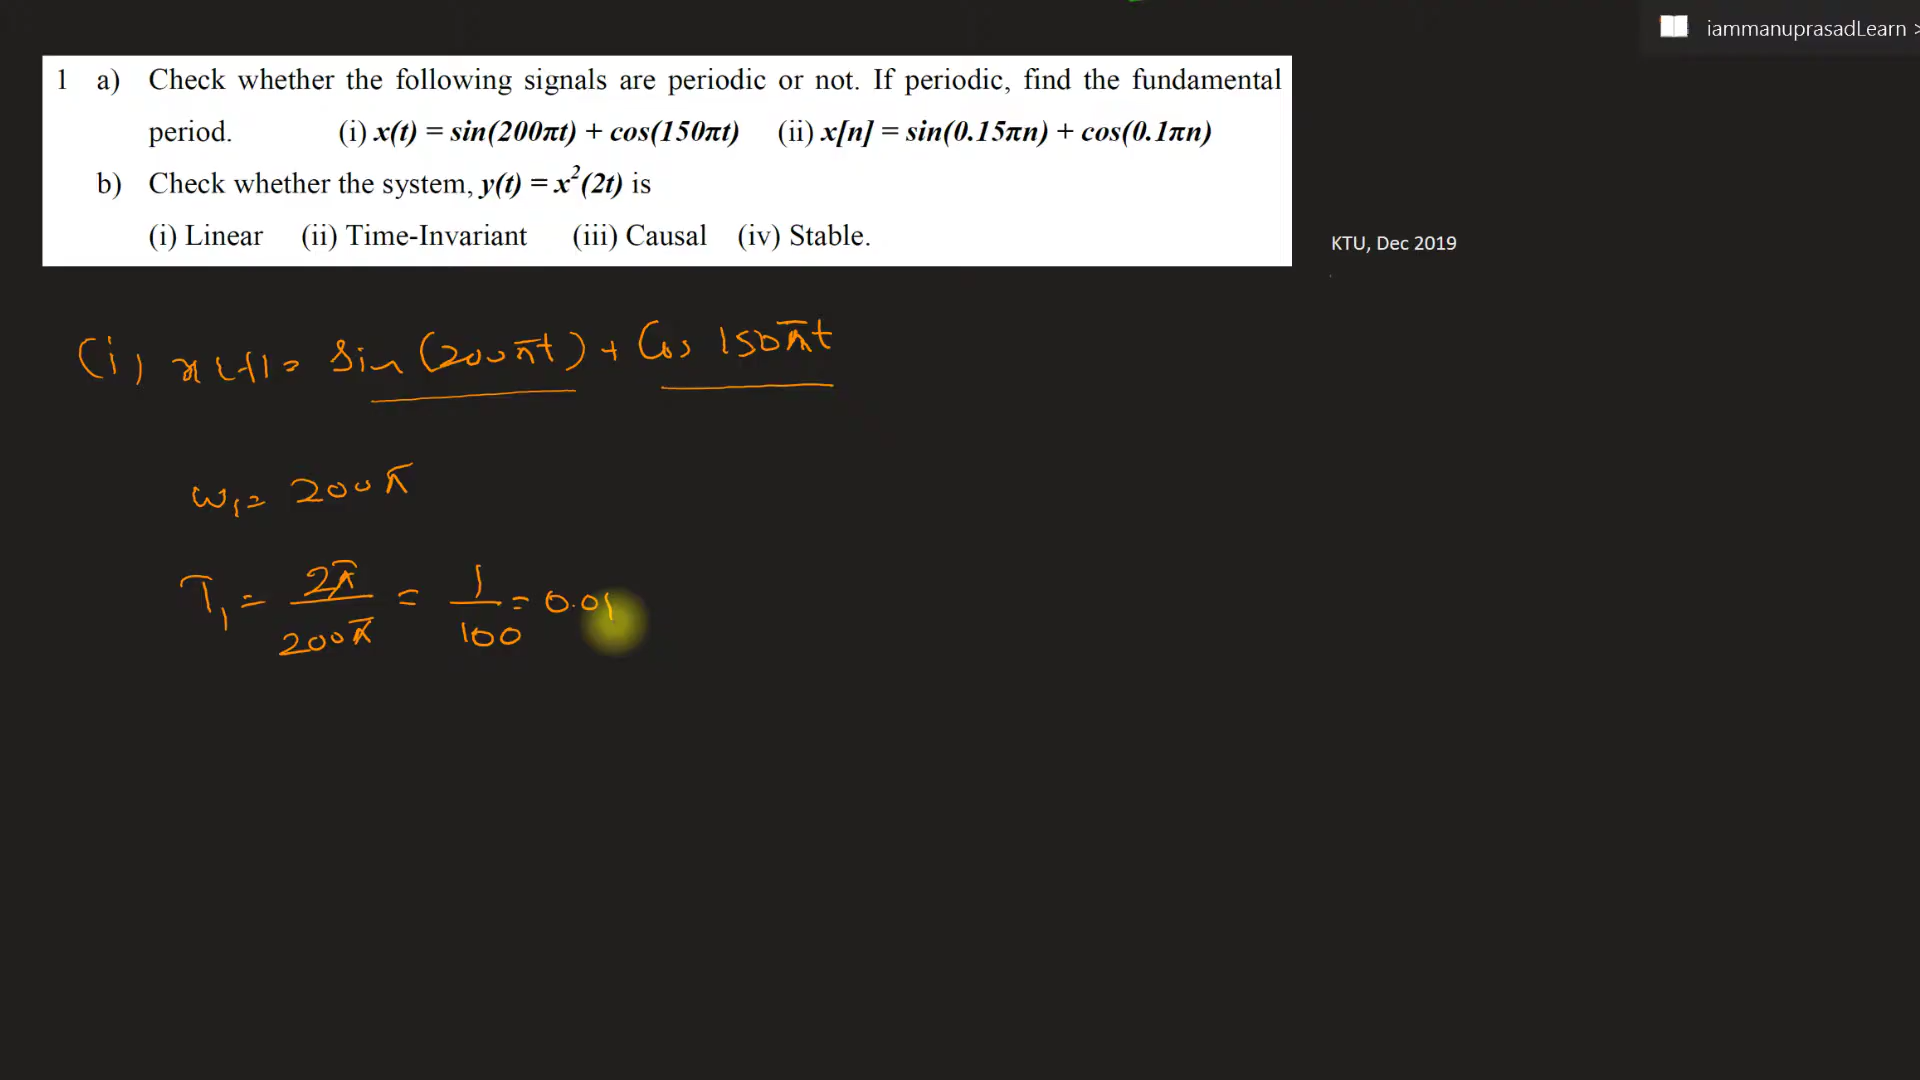 iammanuprasadLearn >
1 a) Check whether the following signals are periodic or not. If periodic, find the fundamental
period. (i) x(t) = sin(200πt) + cos(150πt) (ii) x[n] = sin(0.15πn) + cos(0.1πn)
b) Check whether the system, y(t) = x²(2t) is
(i) Linear (ii) Time-Invariant (iii) Causal (iv) Stable.
KTU, Dec 2019
(i) x(t) = Sin (200πt) + Cos 150πt
ω₁ = 200π
T₁ = 2π/200π = 1/100 = 0.01